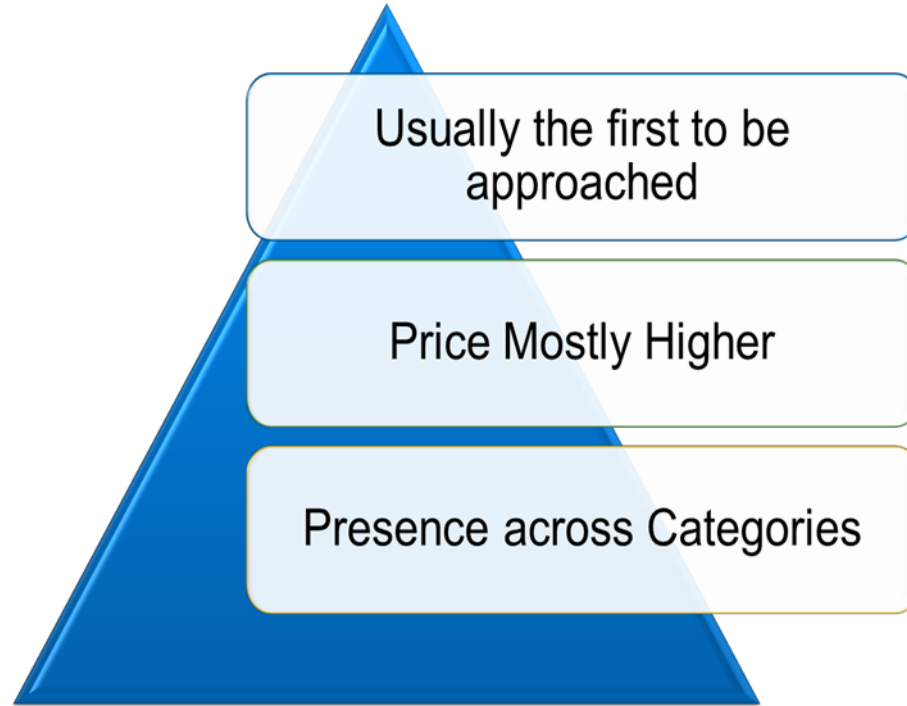 Usually the first to be
approached
Price Mostly Higher
Presence across Categories